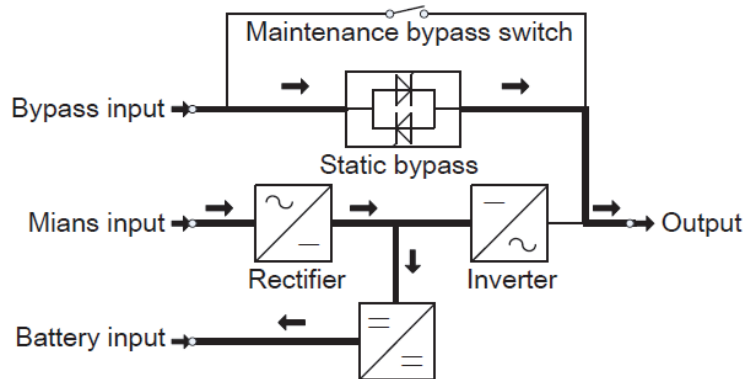 Maintenance bypass switch
Bypass input
Static bypass
Mians input
Output
Rectifier
Inverter
Battery input